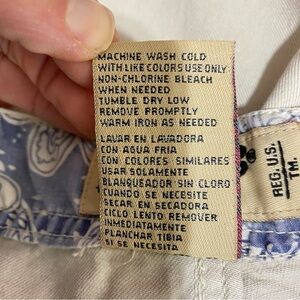 MACHINE WASH COLD
WITH LIKE COLORS USE ONLY
NON-CHLORINE BLEACH
WHEN NEEDED
TUMBLE DRY LOW
REMOVE PROMPTLY
WARM IRON AS NEEDED
LAVAR EN LAVADORA
CON AGUA FRIA
CON COLORES SIMILARES
USAR SOLAMENTE
BLANQUEADOR SIN CLORO
CUANDO SE NECESITE
SECAR EN SECADORA
CICLO LENTO REMOVER
INMEDIATAMENTE
PLANCHAR TIBIA
SI SE NECESITA
REG. U.S.
TM.